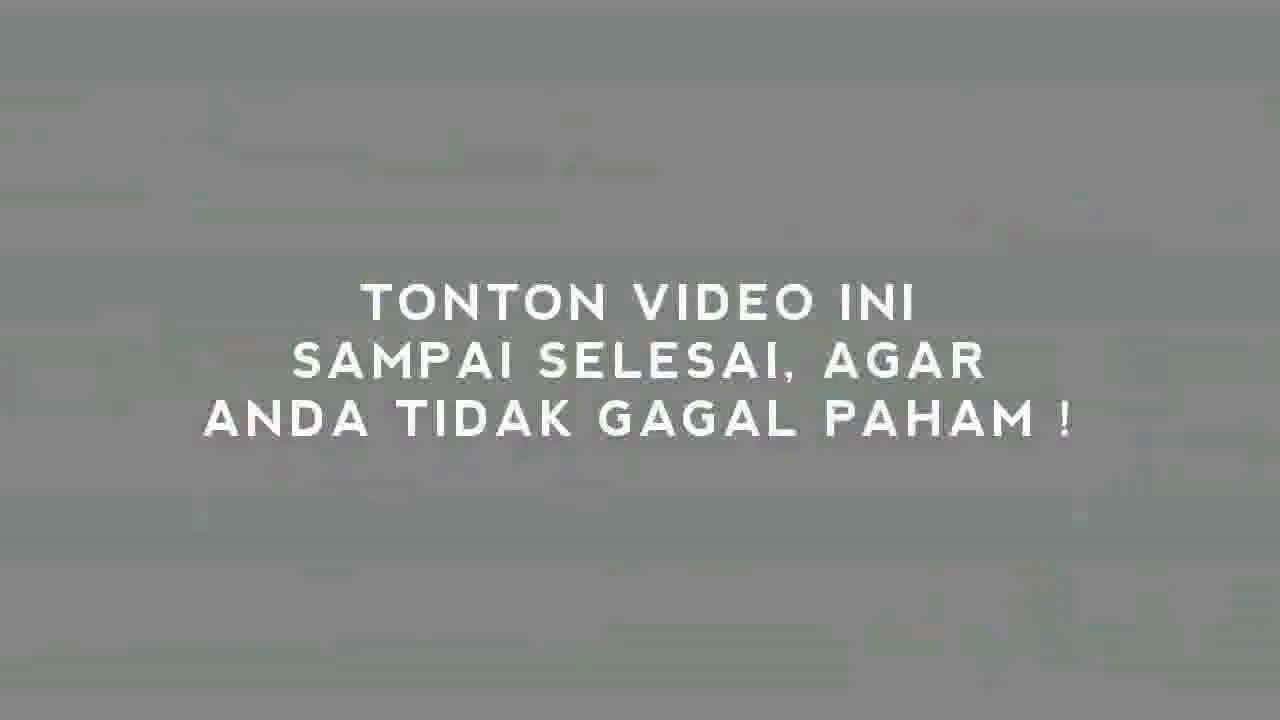 TONTON VIDEO INI
SAMPAI SELESAI, AGAR
ANDA TIDAK GAGAL PAHAM !